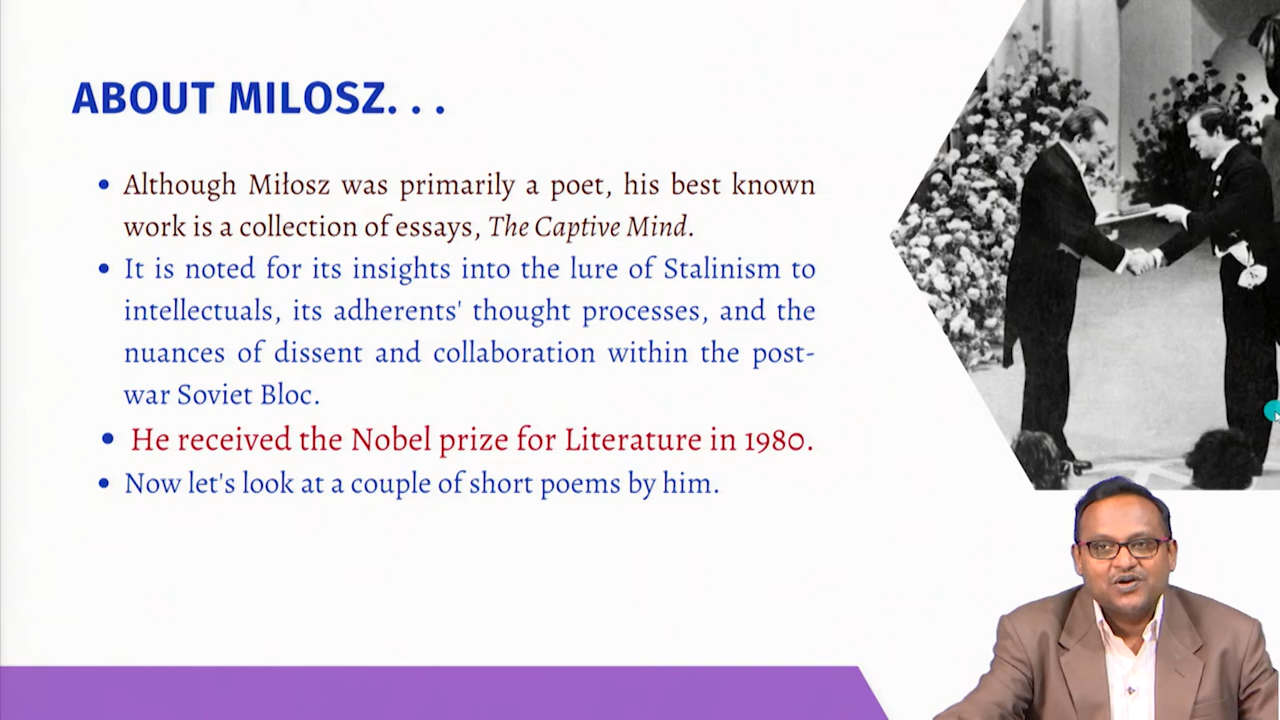 ABOUT MILOSZ. . .
Although Miłosz was primarily a poet, his best known
work is a collection of essays, The Captive Mind.
It is noted for its insights into the lure of Stalinism to
intellectuals, its adherents' thought processes, and the
nuances of dissent and collaboration within the post-
war Soviet Bloc.
He received the Nobel prize for Literature in 1980.
Now let's look at a couple of short poems by him.